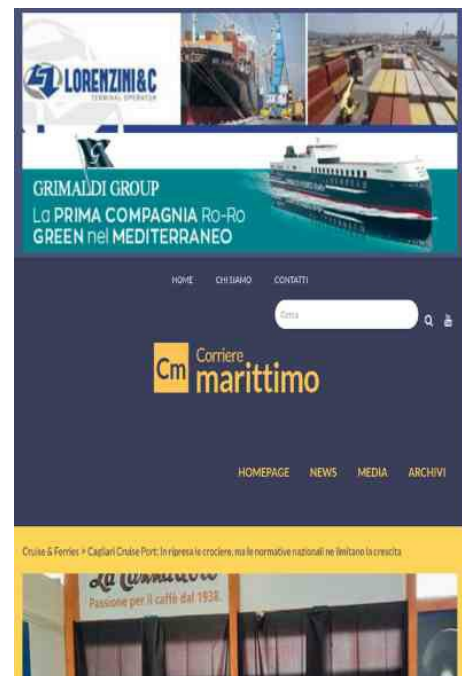 LORENZINI & C
TERMINAL OPERATOR
GRIMALDI GROUP
La PRIMA COMPAGNIA Ro-Ro
GREEN nel MEDITERRANEO
HOME CHI SIAMO CONTATTI
Cerca
Cm Corriere
marittimo
HOMEPAGE NEWS MEDIA ARCHIVI
Cruise & Ferries > Cagliari Cruise Port: In ripresa le crociere, ma le normative nazionali ne limitano la crescita
Passione per il caffè dal 1938.